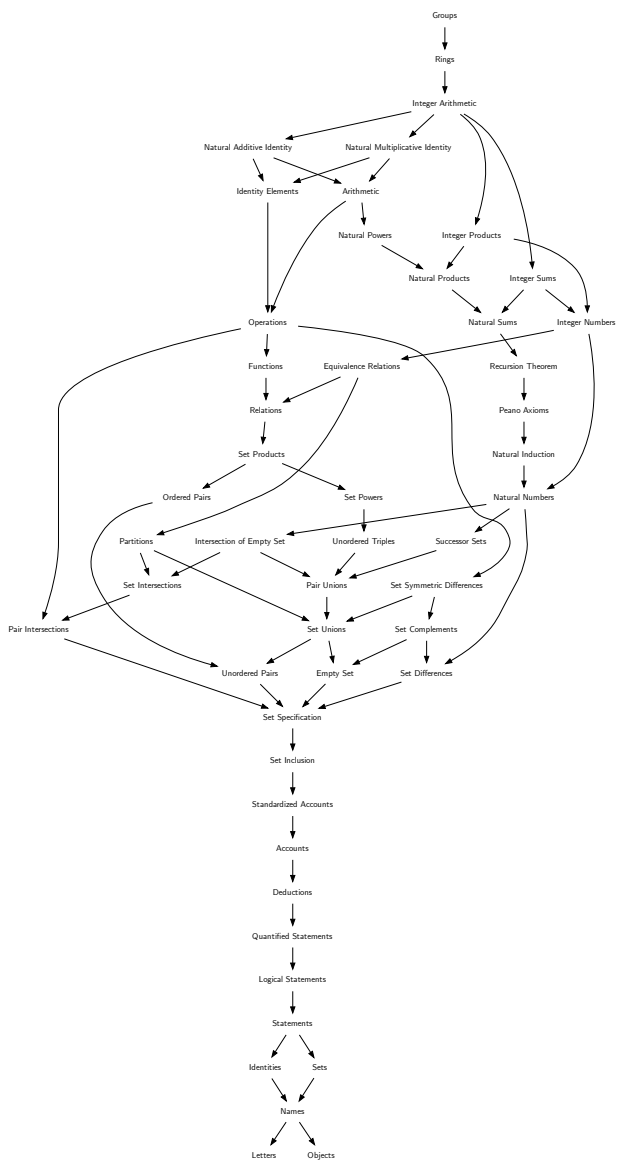 Groups
Rings
Integer Arithmetic
Natural Additive Identity
Natural Multiplicative Identity
Identity Elements
Arithmetic
Natural Powers
Integer Products
Natural Products
Integer Sums
Operations
Natural Sums
Integer Numbers
Functions
Equivalence Relations
Recursion Theorem
Relations
Peano Axioms
Set Products
Natural Induction
Ordered Pairs
Set Powers
Natural Numbers
Partitions
Intersection of Empty Set
Unordered Triples
Successor Sets
Set Intersections
Pair Unions
Set Symmetric Differences
Pair Intersections
Set Unions
Set Complements
Unordered Pairs
Empty Set
Set Differences
Set Specification
Set Inclusion
Standardized Accounts
Accounts
Deductions
Quantified Statements
Logical Statements
Statements
Identities
Sets
Names
Letters
Objects